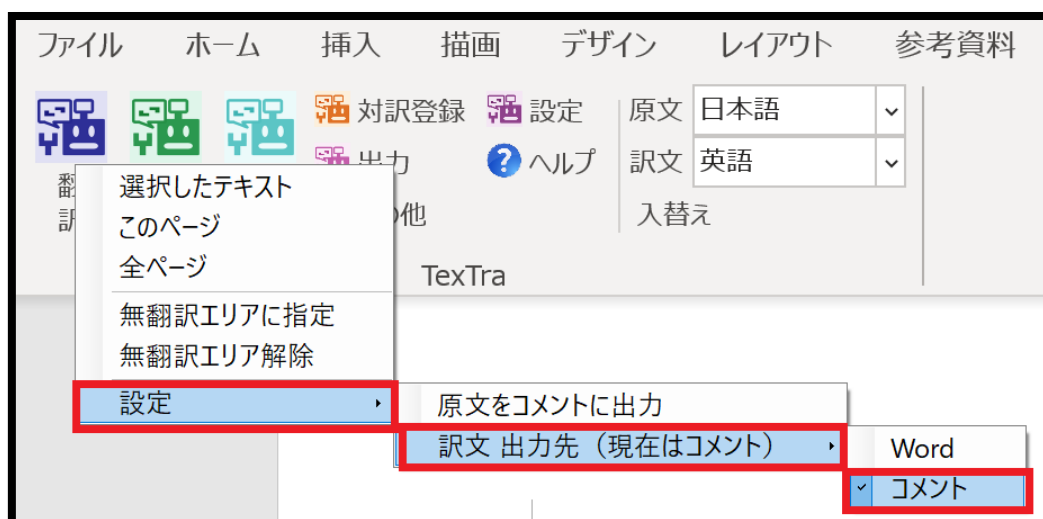 ファイル ホーム 挿入 描画 デザイン レイアウト 参考資料
対訳登録 設定 原文 日本語
出力 ヘルプ 訳文 英語
翻
訳
他 入替え
TexTra
選択したテキスト
このページ
全ページ
無翻訳エリアに指定
無翻訳エリア解除
設定
原文をコメントに出力
訳文 出力先（現在はコメント）
Word
コメント